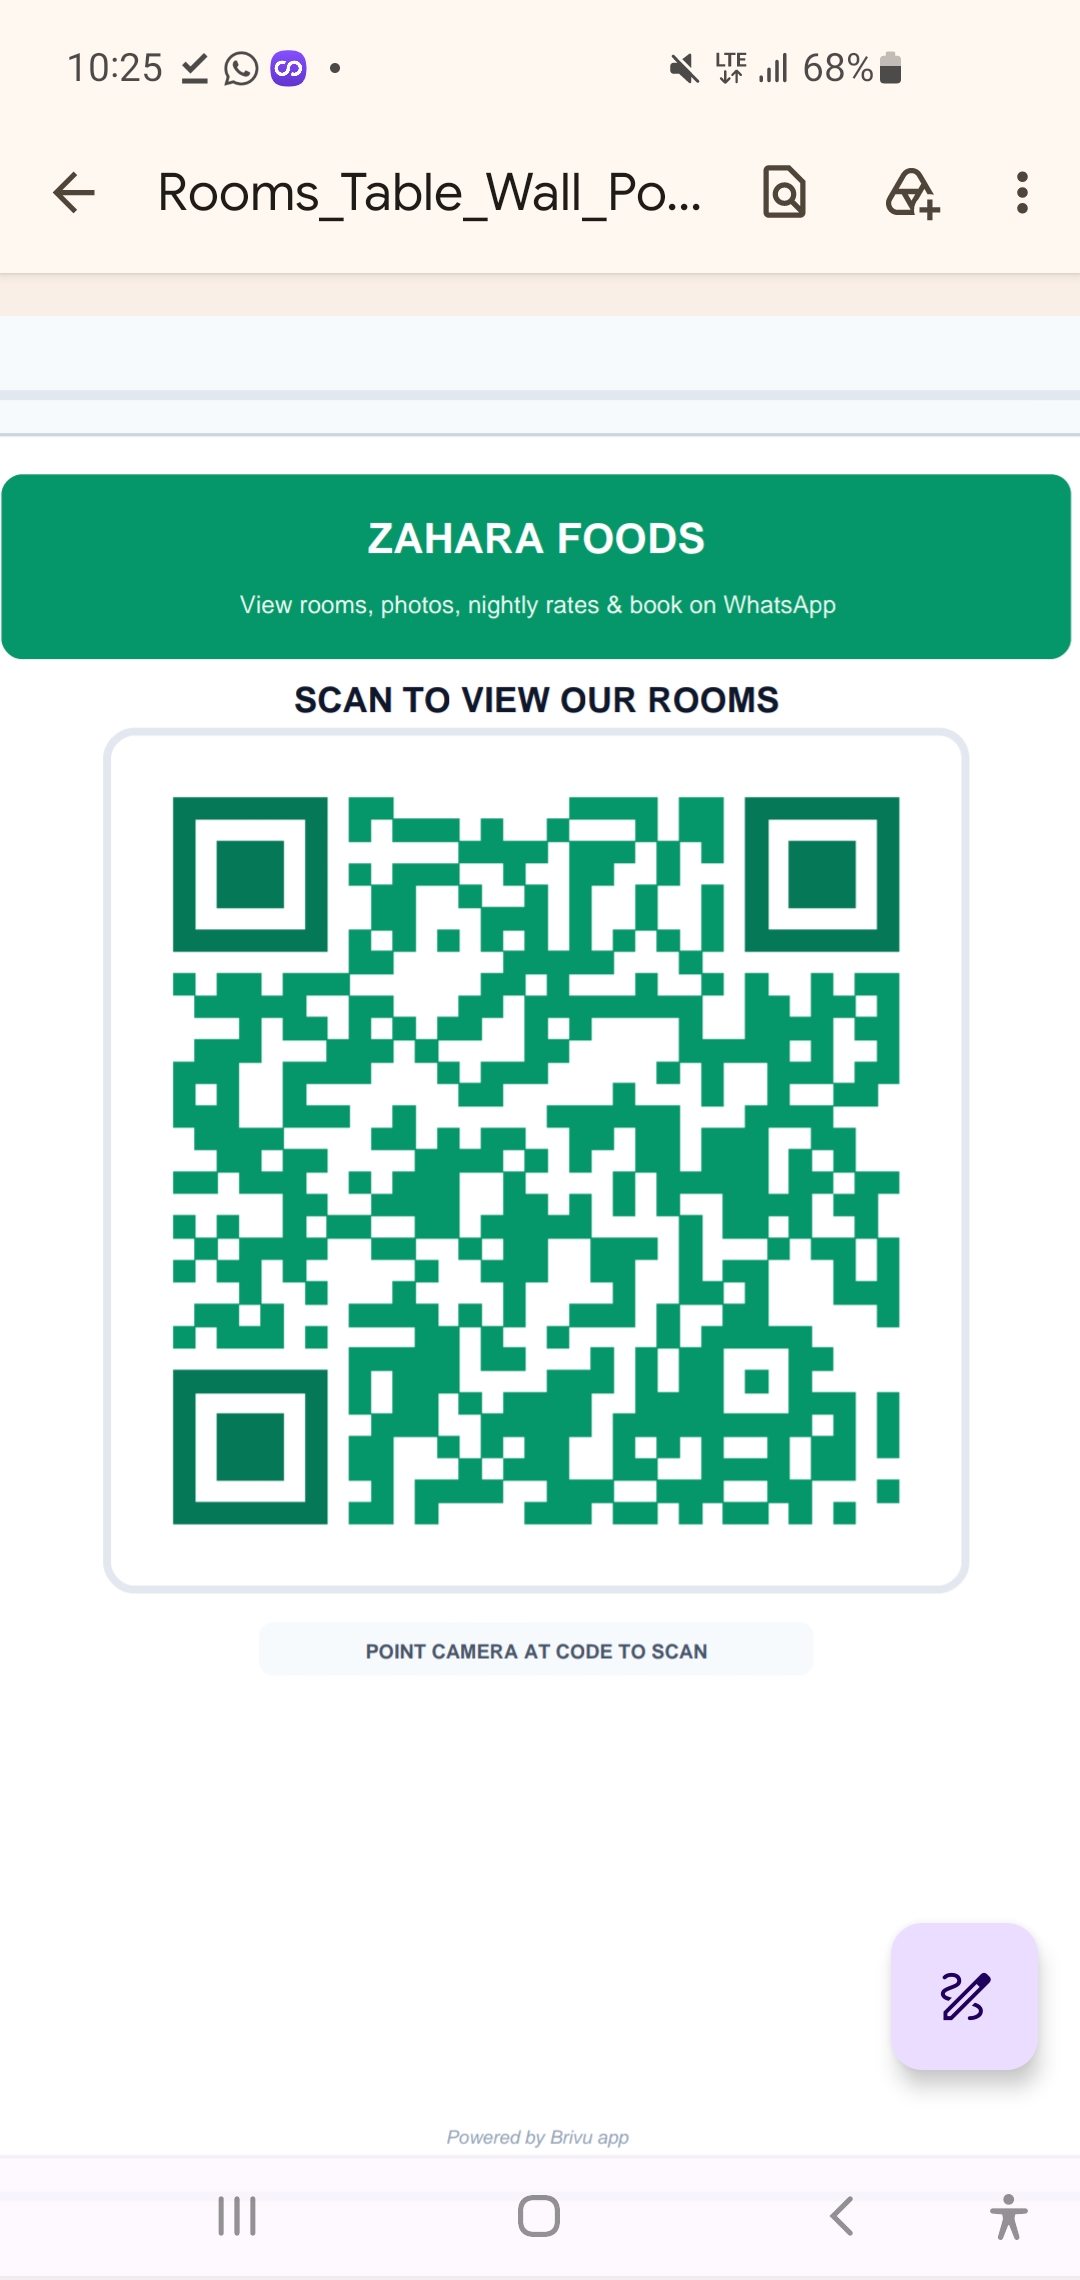 10:25
LTE
68%
Rooms_Table_Wall_Po...
ZAHARA FOODS
View rooms, photos, nightly rates & book on WhatsApp
SCAN TO VIEW OUR ROOMS
POINT CAMERA AT CODE TO SCAN
Powered by Brivu app